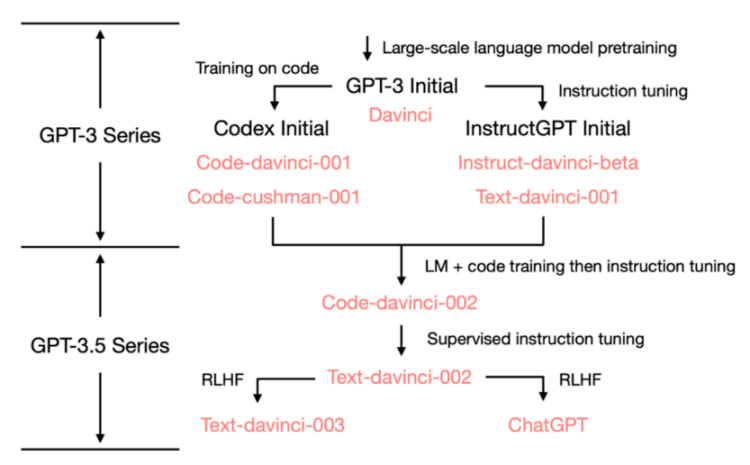 Large-scale language model pretraining
Training on code
GPT-3 Initial
Instruction tuning
Davinci
Codex Initial
InstructGPT Initial
GPT-3 Series
Code-davinci-001
Instruct-davinci-beta
Code-cushman-001
Text-davinci-001
LM + code training then instruction tuning
Code-davinci-002
Supervised instruction tuning
GPT-3.5 Series
RLHF
Text-davinci-002
RLHF
Text-davinci-003
ChatGPT